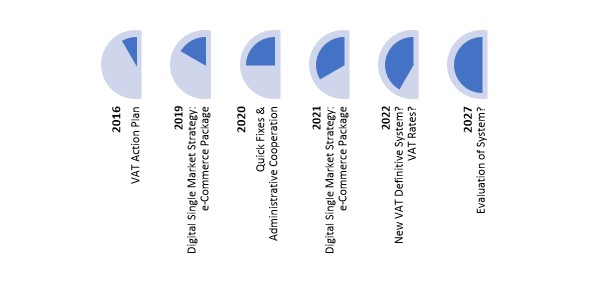 2016
VAT Action Plan
2019
Digital Single Market Strategy:
e-Commerce Package
2020
Quick Fixes &
Administrative Cooperation
2021
Digital Single Market Strategy:
e-Commerce Package
2022
New VAT Definitive System?
VAT Rates?
2027
Evaluation of System?